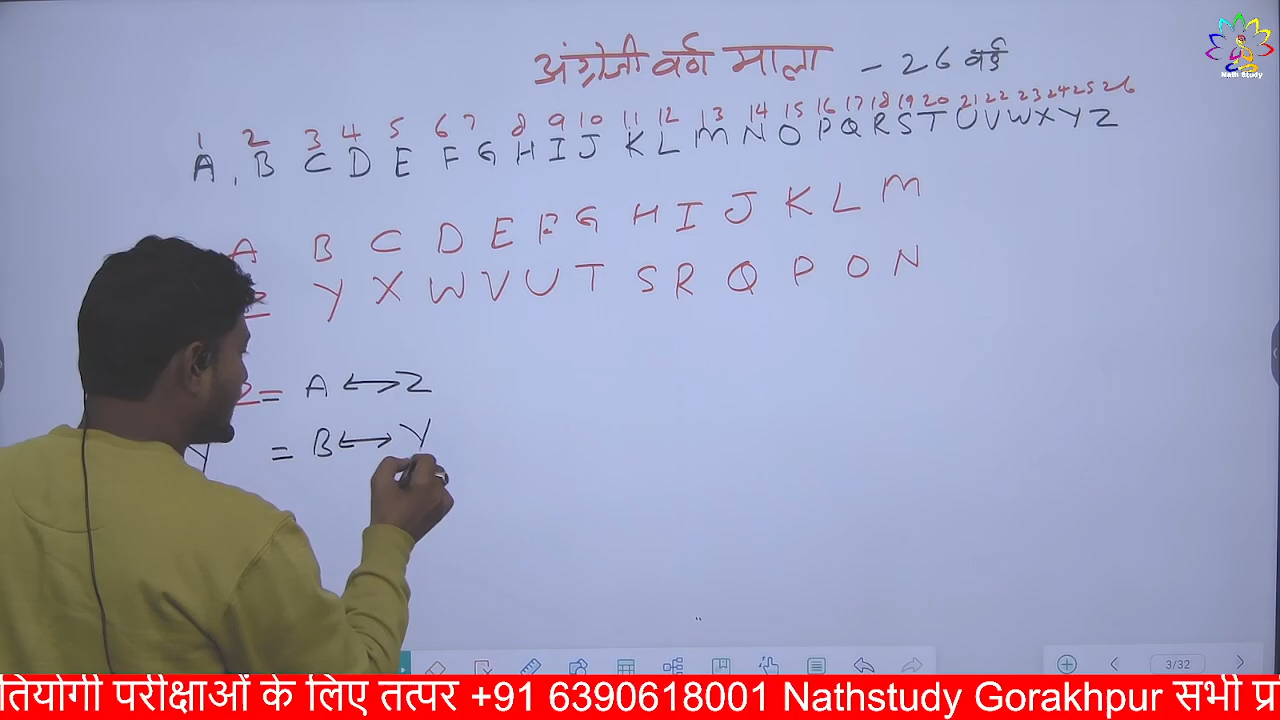 Nath Study
अंग्रेजी वर्ण माला - 26 वर्ण
1 2 3 4 5 6 7 8 9 10 11 12 13 14 15 16 17 18 19 20 21 22 23 24 25 26
A, B C D E F G H I J K L M N O P Q R S T U V W X Y Z
A B C D E F G H I J K L M
Y X W V U T S R Q P O N
Z = A ↔ Z
Y = B ↔ Y
3/32
तियोगी परीक्षाओं के लिए तत्पर +91 6390618001 Nathstudy Gorakhpur सभी प्र